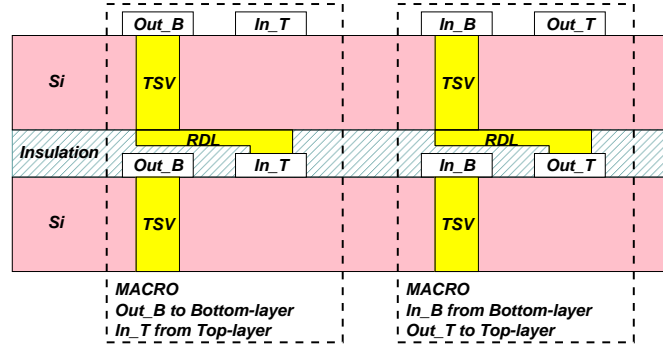 Out_B In_T In_B Out_T
Si TSV TSV
RDL RDL
Insulation Out_B In_T In_B Out_T
Si TSV TSV
MACRO
Out_B to Bottom-layer
In_T from Top-layer
MACRO
In_B from Bottom-layer
Out_T to Top-layer